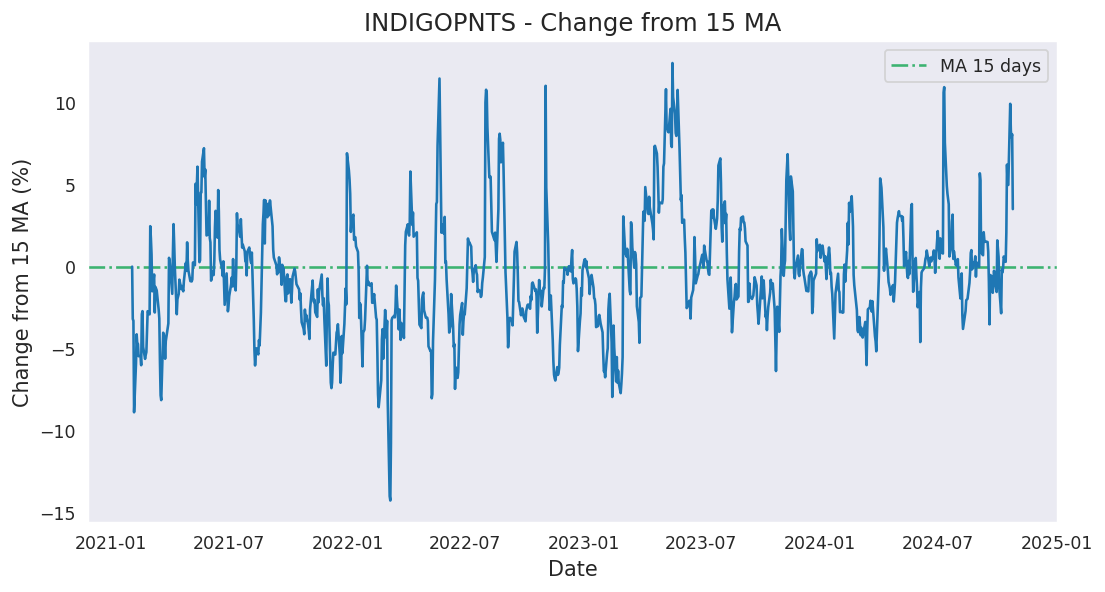 INDIGOPNTS - Change from 15 MA
MA 15 days
Change from 15 MA (%)
10
5
0
−5
−10
−15
2021-01 2021-07 2022-01 2022-07 2023-01 2023-07 2024-01 2024-07 2025-01
Date